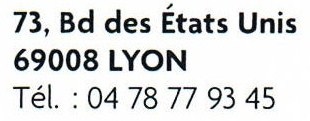 73, Bd des États Unis
69008 LYON
Tél. : 04 78 77 93 45